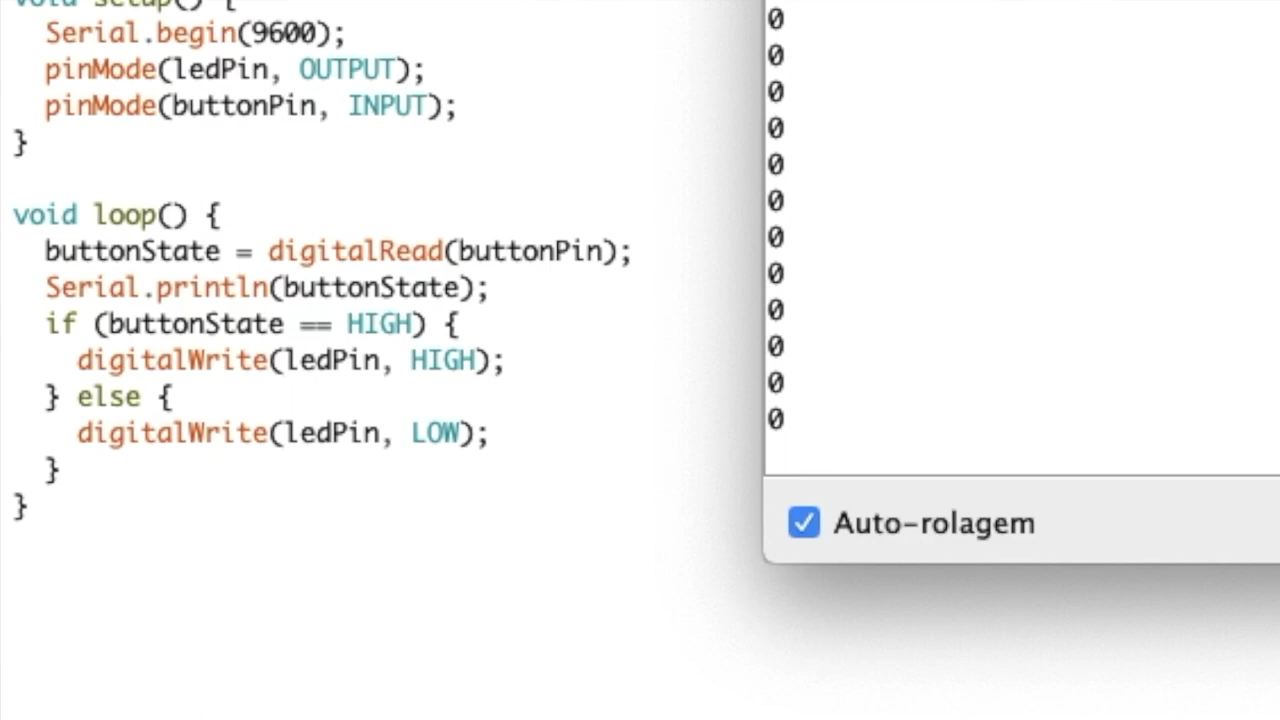 void setup() {
  Serial.begin(9600);
  pinMode(ledPin, OUTPUT);
  pinMode(buttonPin, INPUT);
}

void loop() {
  buttonState = digitalRead(buttonPin);
  Serial.println(buttonState);
  if (buttonState == HIGH) {
    digitalWrite(ledPin, HIGH);
  } else {
    digitalWrite(ledPin, LOW);
  }
}
0
0
0
0
0
0
0
0
0
0
0
0
Auto-rolagem